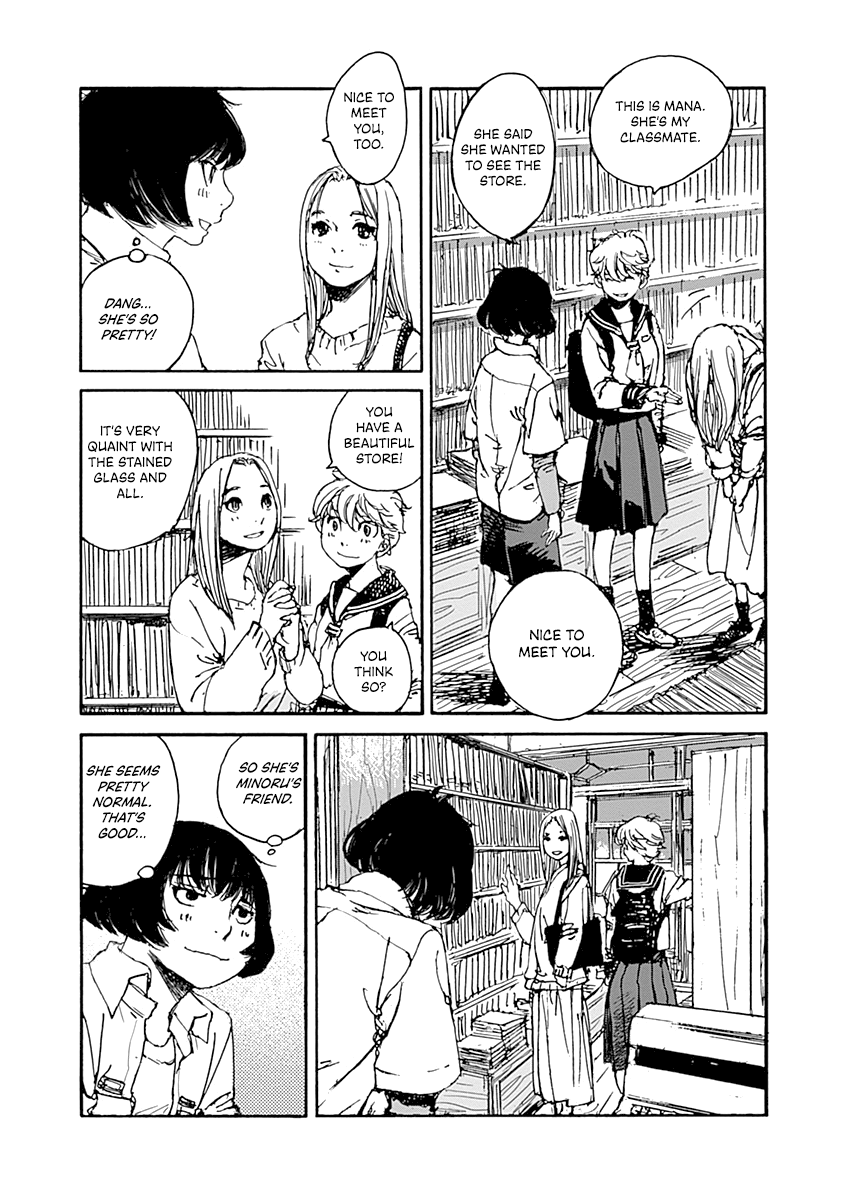 THIS IS MANA.
SHE'S MY
CLASSMATE.
SHE SAID
SHE WANTED
TO SEE THE
STORE.
NICE TO
MEET YOU.
NICE TO
MEET
YOU,
TOO.
DANG...
SHE'S SO
PRETTY!
YOU
HAVE A
BEAUTIFUL
STORE!
IT'S VERY
QUAINT WITH
THE STAINED
GLASS AND
ALL.
YOU
THINK
SO?
SO SHE'S
MINORU'S
FRIEND.
SHE SEEMS
PRETTY
NORMAL.
THAT'S
GOOD...